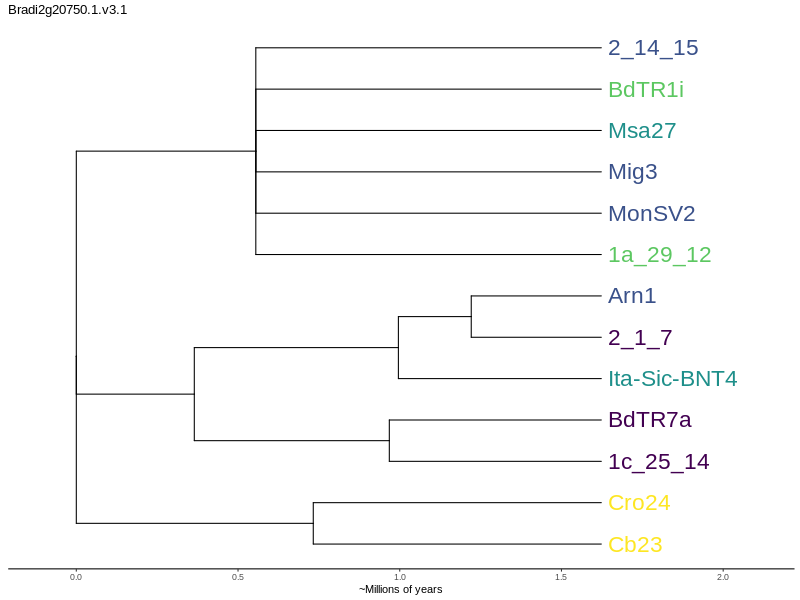 Bradi2g20750.1.v3.1
2_14_15
BdTR1i
Msa27
Mig3
MonSV2
1a_29_12
Arn1
2_1_7
Ita-Sic-BNT4
BdTR7a
1c_25_14
Cro24
Cb23
0.0 0.5 1.0 1.5 2.0
~Millions of years